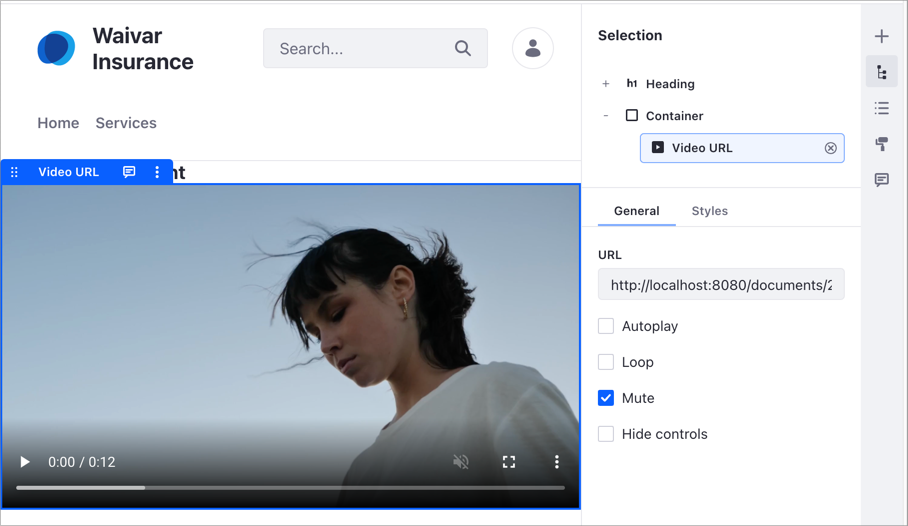 Waivar
Insurance
Search...
Home Services
Video URL
nt
0:00 / 0:12
Selection
+ h1 Heading
- Container
Video URL
General Styles
URL
http://localhost:8080/documents/2
Autoplay
Loop
Mute
Hide controls